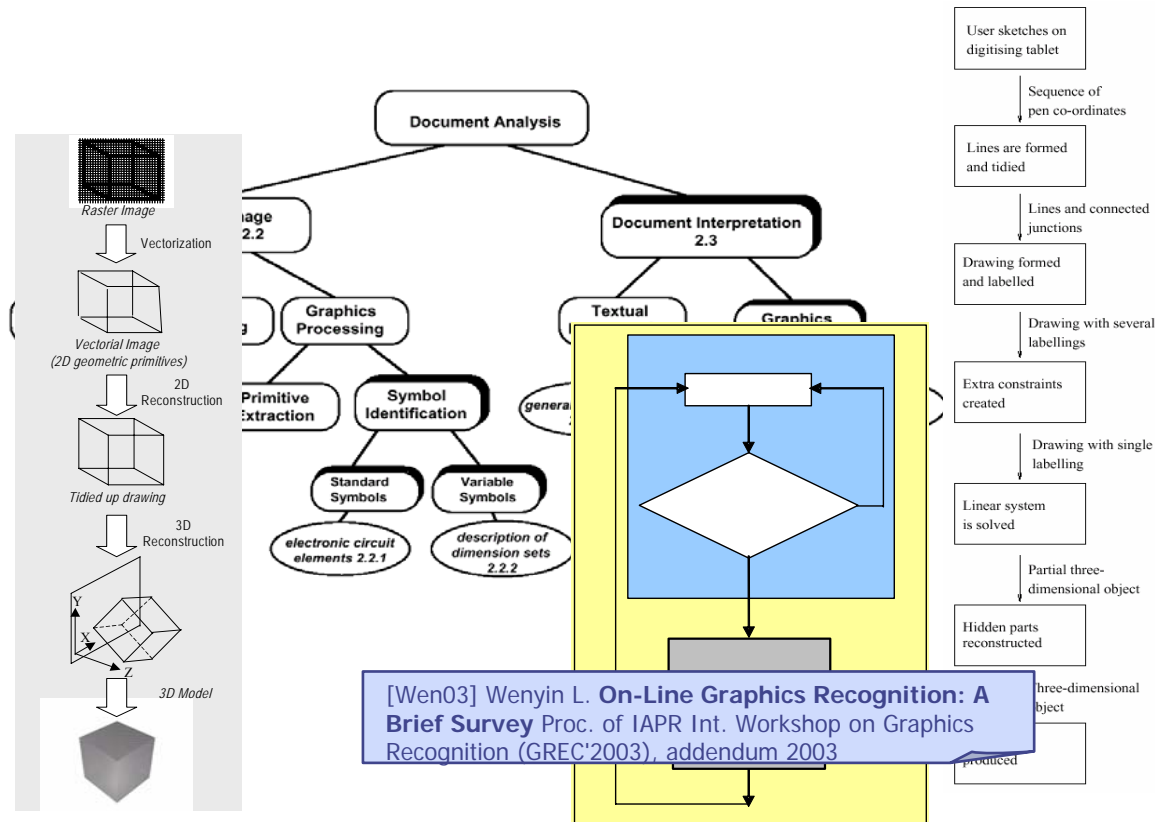 Raster Image
Vectorization
Vectorial Image
(2D geometric primitives)
2D
Reconstruction
Tidied up drawing
3D
Reconstruction
Y
X
Z
3D Model
Document Analysis
2.2
Document Interpretation
2.3
Graphics
Processing
Textual
Graphics
Primitive
Symbol
Identification
Standard
Symbols
Variable
Symbols
electronic circuit
elements 2.2.1
description of
dimension sets
2.2.2
[Wen03] Wenyin L. On-Line Graphics Recognition: A
Brief Survey Proc. of IAPR Int. Workshop on Graphics
Recognition (GREC'2003), addendum 2003
User sketches on
digitising tablet
Sequence of
pen co-ordinates
Lines are formed
and tidied
Lines and connected
junctions
Drawing formed
and labelled
Drawing with several
labellings
Extra constraints
created
Drawing with single
labelling
Linear system
is solved
Partial three-
dimensional object
Hidden parts
reconstructed
Three-dimensional
object
produced